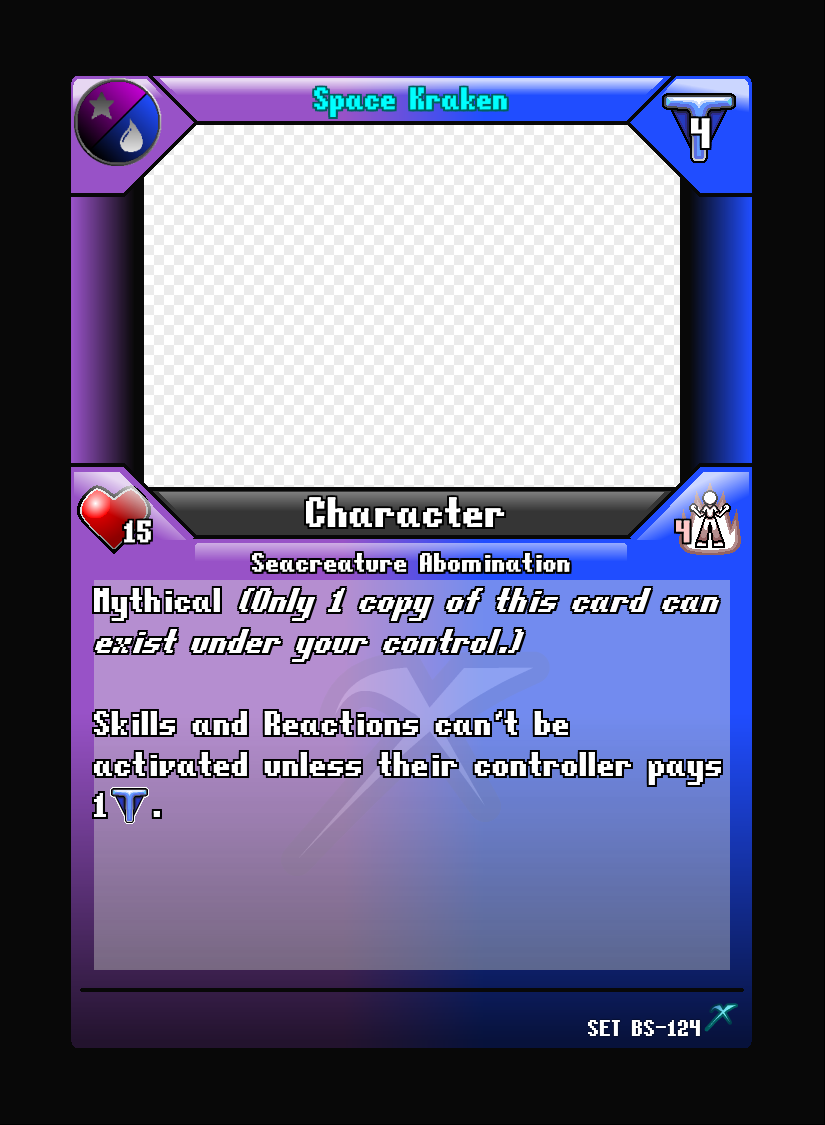 Space Kraken
4
Character
15
4
Seacreature Abomination
Mythical (Only 1 copy of this card can
exist under your control.)
Skills and Reactions can't be
activated unless their controller pays
1 T.
SET BS-124